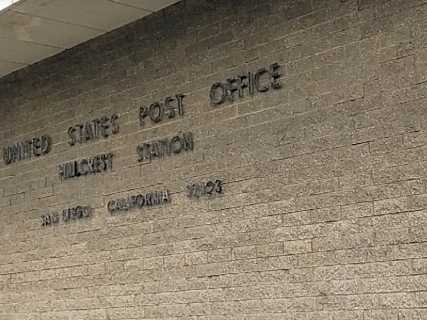 UNITED STATES POST OFFICE
HILLCREST STATION
SAN DIEGO CALIFORNIA 92103